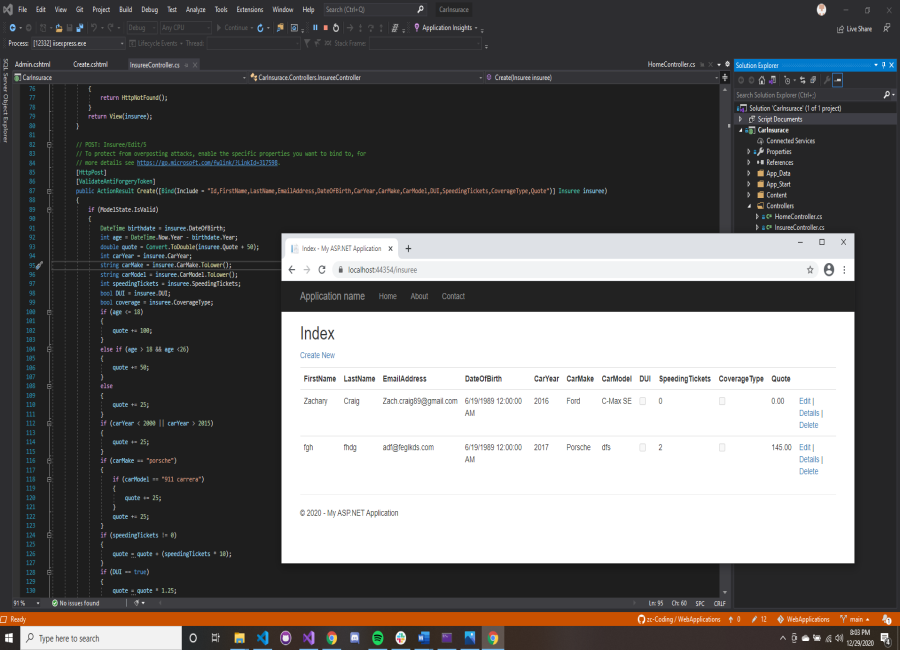 File Edit View Git Project Build Debug Test Analyze Tools Extensions Window Help Search (Ctrl+Q) CarInsurace
Debug Any CPU Continue Application Insights Live Share
Process: [12332] iisexpress.exe Lifecycle Events Thread: Stack Frame:
SQL Server Object Explorer
Admin.cshtml Create.cshtml InsureeController.cs HomeController.cs
CarInsurace CarInsurace.Controllers.InsureeController Create(Insuree insuree)
76 {
77 return HttpNotFound();
78 }
79 return View(insuree);
80 }
81
82 // POST: Insuree/Edit/5
83 // To protect from overposting attacks, enable the specific properties you want to bind to, for
84 // more details see https://go.microsoft.com/fwlink/?LinkId=317598.
85 [HttpPost]
86 [ValidateAntiForgeryToken]
87 public ActionResult Create([Bind(Include = "Id,FirstName,LastName,EmailAddress,DateOfBirth,CarYear,CarMake,CarModel,DUI,SpeedingTickets,CoverageType,Quote")] Insuree insuree)
88 {
89 if (ModelState.IsValid)
90 {
91 DateTime birthdate = insuree.DateOfBirth;
92 int age = DateTime.Now.Year - birthdate.Year;
93 double quote = Convert.ToDouble(insuree.Quote + 50);
94 int carYear = insuree.CarYear;
95 string carMake = insuree.CarMake.ToLower();
96 string carModel = insuree.CarModel.ToLower();
97 int speedingTickets = insuree.SpeedingTickets;
98 bool DUI = insuree.DUI;
99 bool coverage = insuree.CoverageType;
100 if (age <= 18)
101 {
102 quote += 100;
103 }
104 else if (age > 18 && age <26)
105 {
106 quote += 50;
107 }
108 else
109 {
110 quote += 25;
111 }
112 if (carYear < 2000 || carYear > 2015)
113 {
114 quote += 25;
115 }
116 if (carMake == "porsche")
117 {
118 if (carModel == "911 carrera")
119 {
120 quote += 25;
121 }
122 quote += 25;
123 }
124 if (speedingTickets != 0)
125 {
126 quote = quote + (speedingTickets * 10);
127 }
128 if (DUI == true)
129 {
130 quote = quote * 1.25;
91 % No issues found Ln: 95 Ch: 60 SPC CRLF
Solution Explorer
Search Solution Explorer (Ctrl+;)
Solution 'CarInsurace' (1 of 1 project)
Script Documents
CarInsurace
Connected Services
Properties
References
App_Data
App_Start
Content
Controllers
HomeController.cs
InsureeController.cs
Index - My ASP.NET Application
localhost:44354/insuree
Application name Home About Contact
Index
Create New
FirstName LastName EmailAddress DateOfBirth CarYear CarMake CarModel DUI SpeedingTickets CoverageType Quote
Zachary Craig Zach.craig89@gmail.com 6/19/1989 12:00:00 AM 2016 Ford C-Max SE 0 0.00 Edit | Details | Delete
fgh fhdg adf@feglkds.com 6/19/1989 12:00:00 AM 2017 Porsche dfs 2 145.00 Edit | Details | Delete
© 2020 - My ASP.NET Application
Ready zc-Coding / WebApplications 0 12 WebApplications main
Type here to search 8:03 PM
12/29/2020